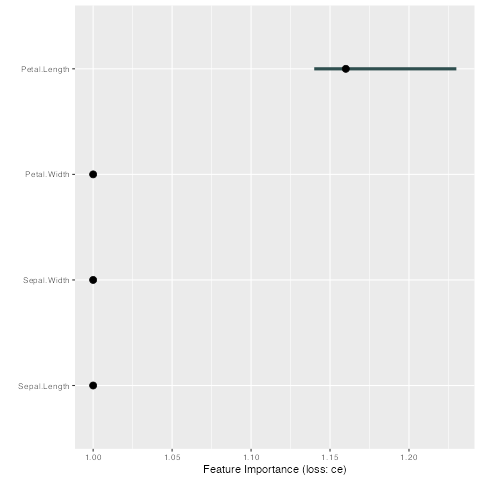 Petal.Length
Petal.Width
Sepal.Width
Sepal.Length
1.00 1.05 1.10 1.15 1.20
Feature Importance (loss: ce)